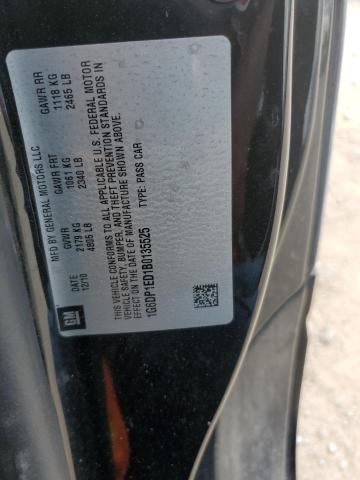 GM
MFD BY GENERAL MOTORS LLC
12/10 GVWR GAWR FRT GAWR RR
2179 KG 1061 KG 1118 KG
4805 LB 2340 LB 2465 LB
THIS VEHICLE CONFORMS TO ALL APPLICABLE U.S. FEDERAL MOTOR
VEHICLE SAFETY, BUMPER, AND THEFT PREVENTION STANDARDS IN
EFFECT ON THE DATE OF MANUFACTURE SHOWN ABOVE.
1G6DP1ED1B0135525 TYPE: PASS CAR